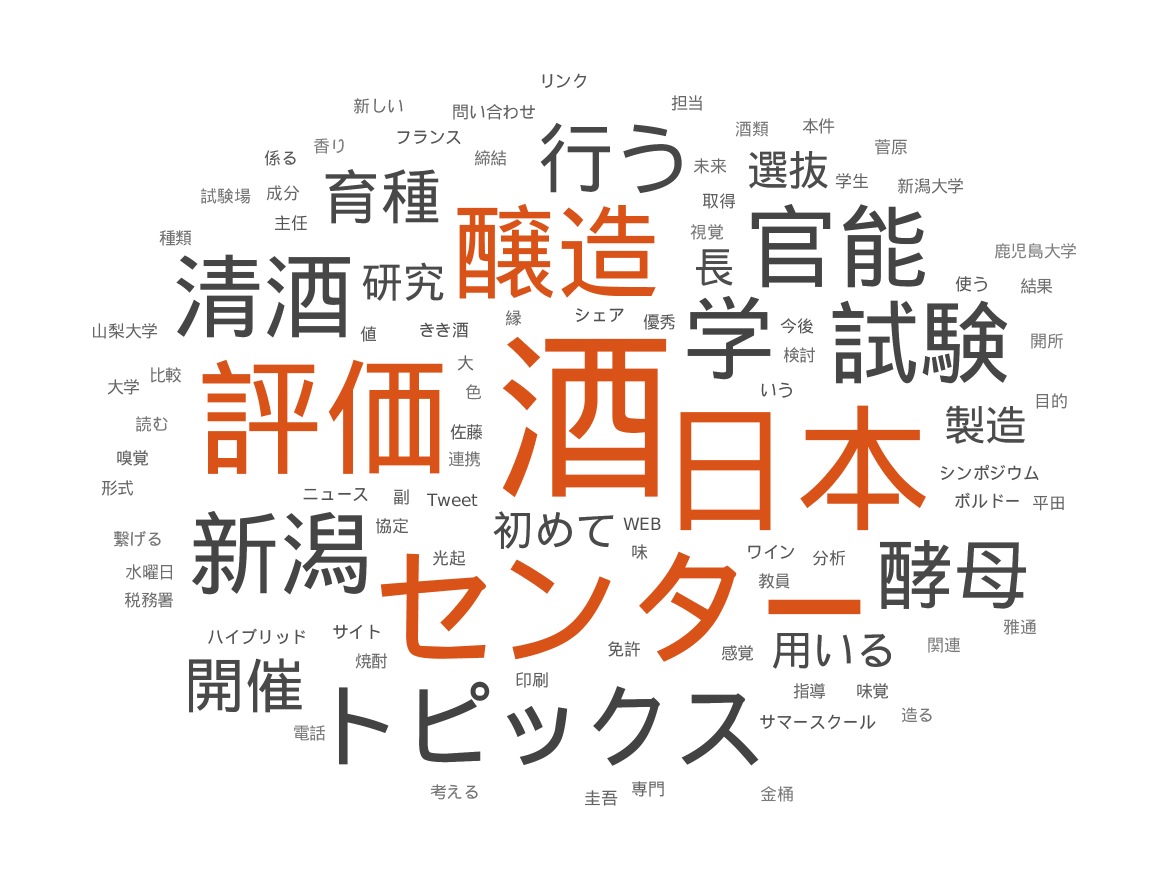 リンク
新しい
問い合わせ
担当
フランス
酒類
本件
係る
香り
締結
行う
未来
選抜
菅原
学生
新潟大学
試験場
成分
育種
取得
主任
種類
醸造
視覚
官能
鹿児島大学
清酒
研究
長
使う
結果
山梨大学
値
きき酒
縁
シェア
優秀
学
今後
検討
試験
開所
大学
比較
評価
大
色
酒
いう
目的
読む
佐藤
連携
日本
製造
嗅覚
形式
ニュース
副
Tweet
シンポジウム
ボルドー
平田
繋げる
新潟
協定
初めて
WEB
味
ワイン
分析
酵母
水曜日
税務署
光起
センター
教員
雅通
ハイブリッド
サイト
焼酎
免許
感覚
用いる
関連
開催
印刷
指導
味覚
電話
トピックス
サマースクール
造る
考える
圭吾
専門
金桶